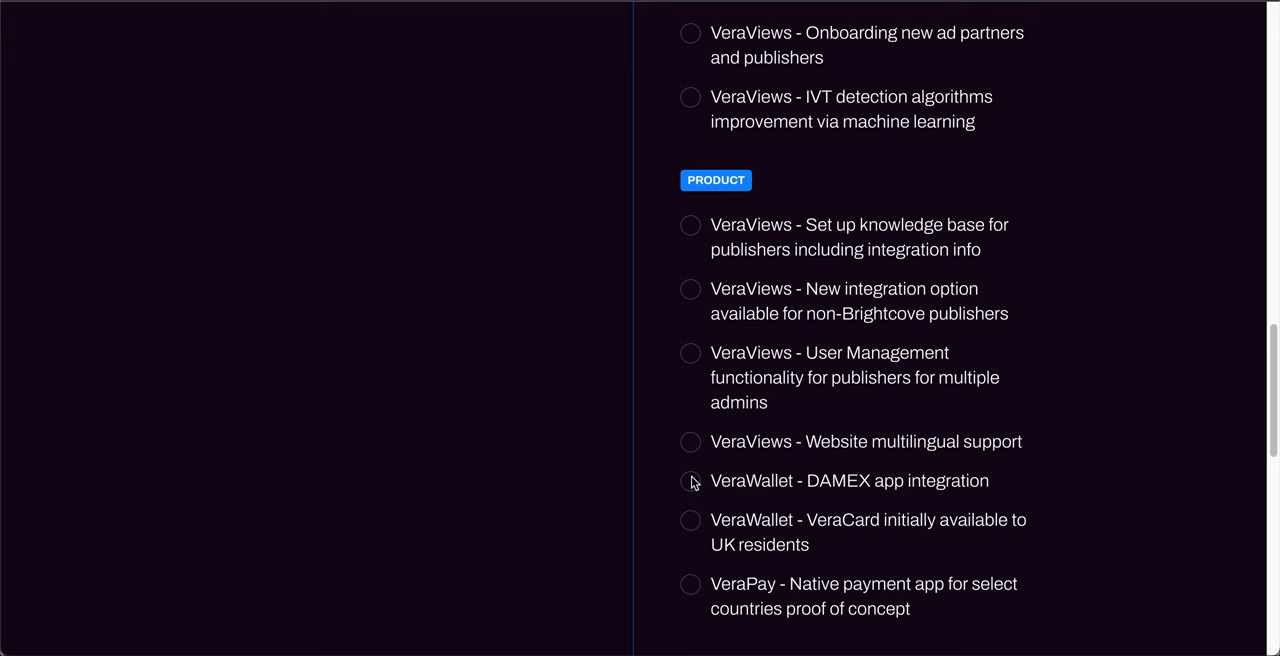 VeraViews - Onboarding new ad partners
and publishers
VeraViews - IVT detection algorithms
improvement via machine learning
PRODUCT
VeraViews - Set up knowledge base for
publishers including integration info
VeraViews - New integration option
available for non-Brightcove publishers
VeraViews - User Management
functionality for publishers for multiple
admins
VeraViews - Website multilingual support
VeraWallet - DAMEX app integration
VeraWallet - VeraCard initially available to
UK residents
VeraPay - Native payment app for select
countries proof of concept